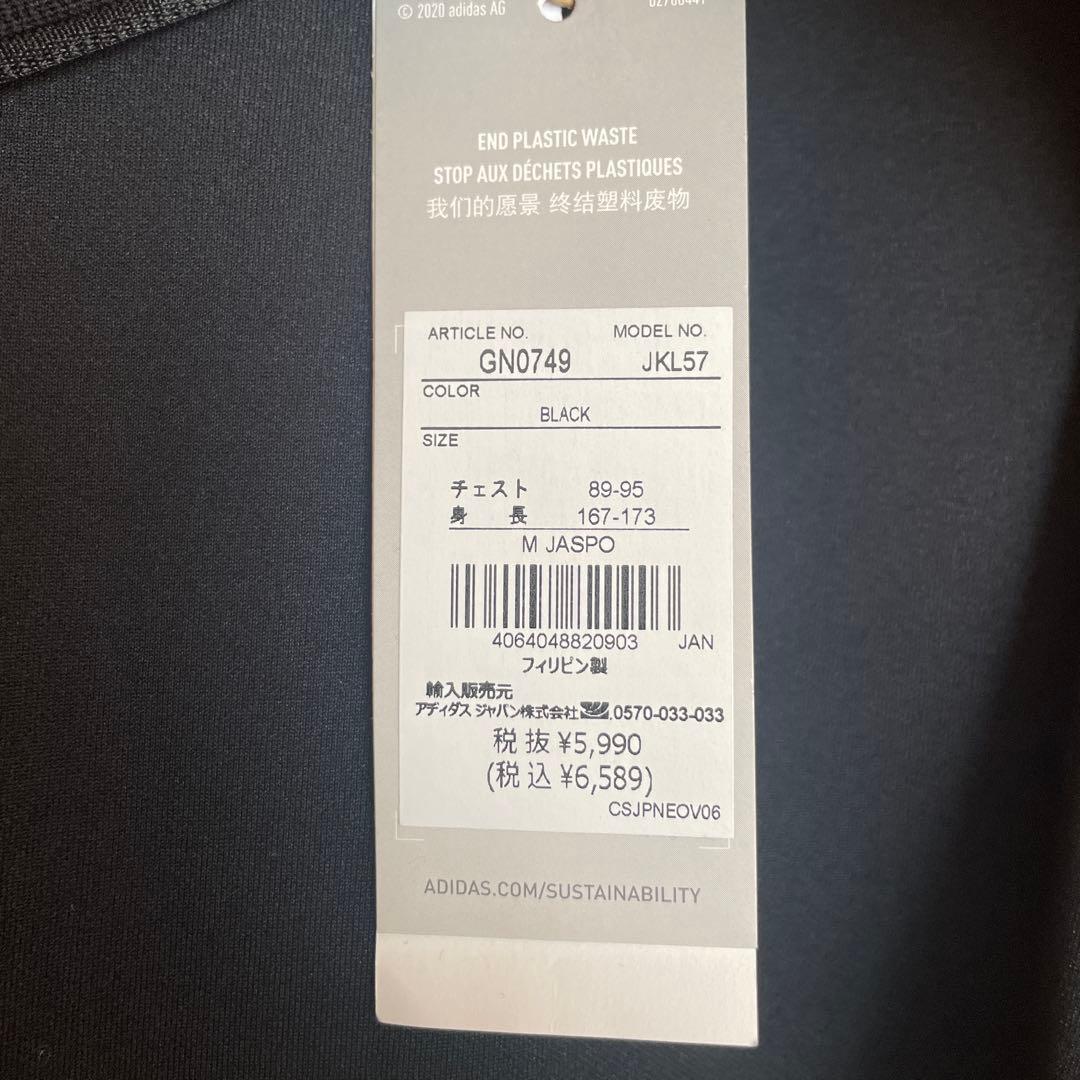 © 2020 adidas AG
END PLASTIC WASTE
STOP AUX DÉCHETS PLASTIQUES
我们的愿景 终结塑料废物
ARTICLE NO. MODEL NO.
GN0749 JKL57
COLOR
BLACK
SIZE
チェスト 89-95
身 長 167-173
M JASPO
4064048820903 JAN
フィリピン製
輸入販売元
アディダス ジャパン株式会社 .0570-033-033
税 抜 ¥5,990
(税 込 ¥6,589)
CSJPNEOV06
ADIDAS.COM/SUSTAINABILITY